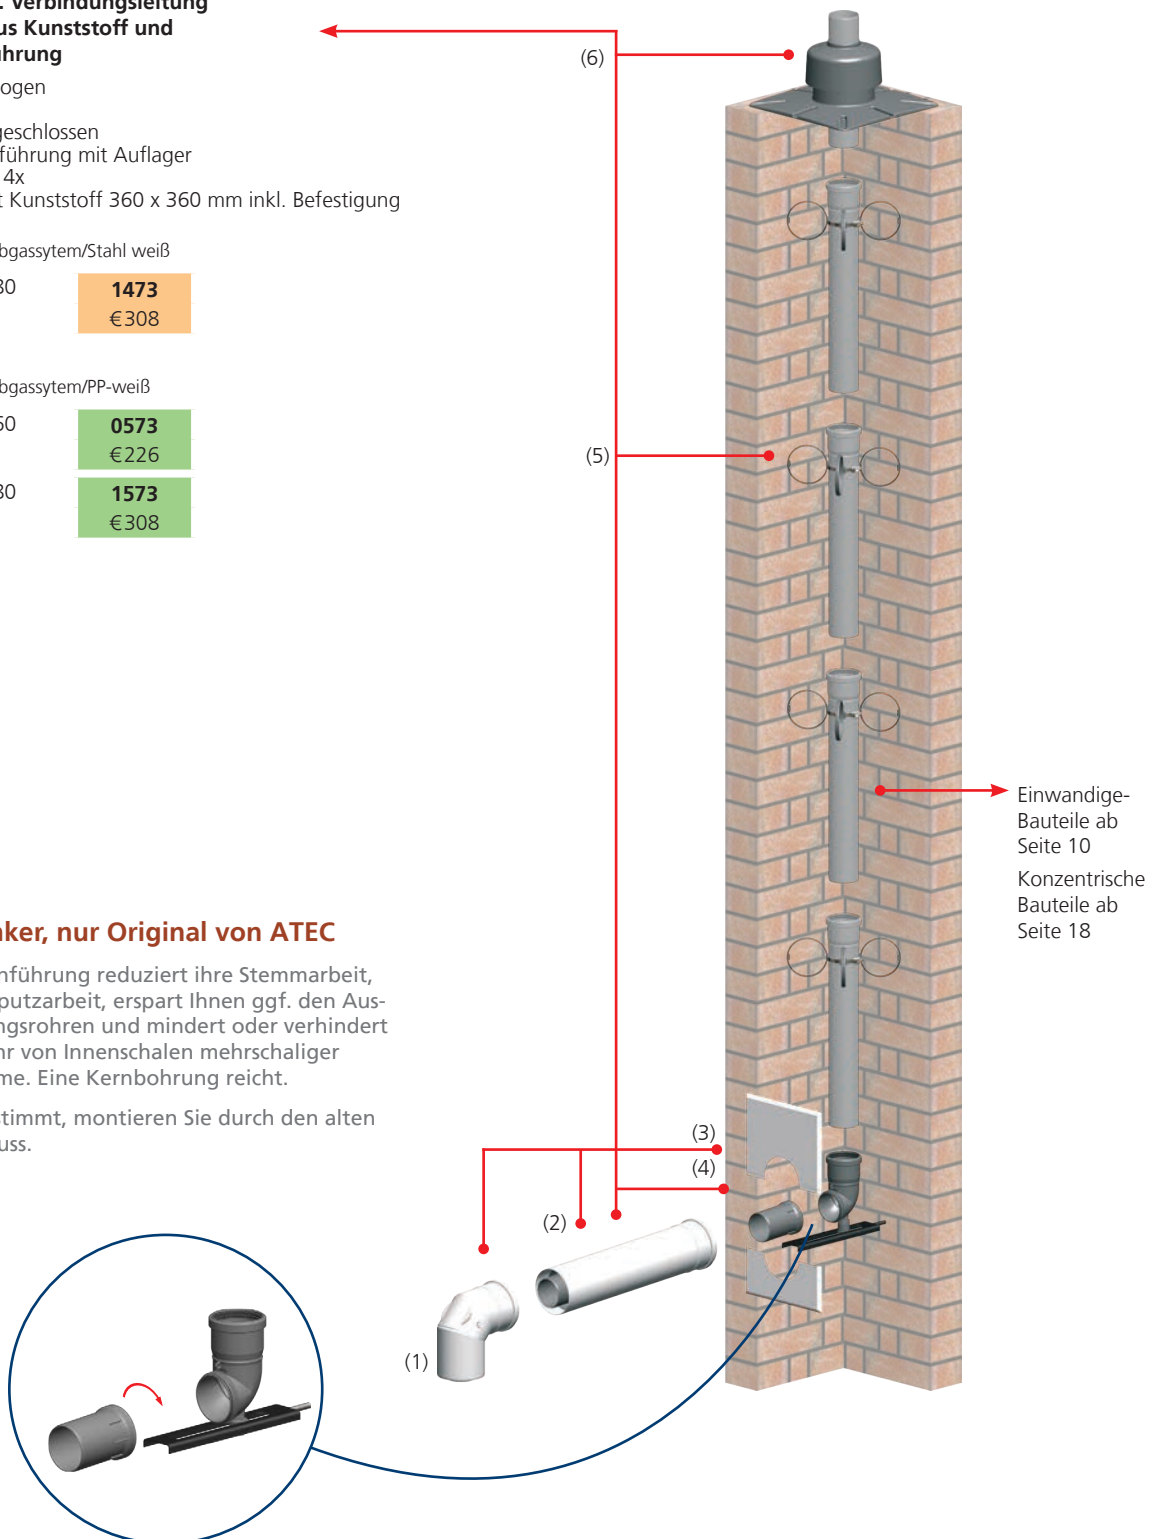 . Verbindungsleitung
us Kunststoff und
ührung
ogen
geschlossen
führung mit Auflager
4x
t Kunststoff 360 x 360 mm inkl. Befestigung
bgassytem/Stahl weiß
80
1473
€308
bgassytem/PP-weiß
60
0573
€226
80
1573
€308
(6)
(5)
Einwandige-
Bauteile ab
Seite 10
Konzentrische
Bauteile ab
Seite 18
ker, nur Original von ATEC
nführung reduziert ihre Stemmarbeit,
putzarbeit, erspart Ihnen ggf. den Aus-
ngsrohren und mindert oder verhindert
hr von Innenschalen mehrschaliger
me. Eine Kernbohrung reicht.
stimmt, montieren Sie durch den alten
uss.
(3)
(4)
(2)
(1)